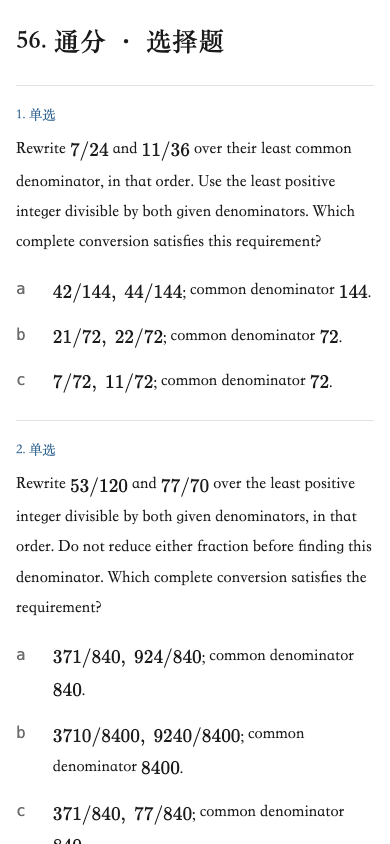 56. 通分 · 选择题
1. 单选
Rewrite 7/24 and 11/36 over their least common
denominator, in that order. Use the least positive
integer divisible by both given denominators. Which
complete conversion satisfies this requirement?
a 42/144, 44/144; common denominator 144.
b 21/72, 22/72; common denominator 72.
c 7/72, 11/72; common denominator 72.
2. 单选
Rewrite 53/120 and 77/70 over the least positive
integer divisible by both given denominators, in that
order. Do not reduce either fraction before finding this
denominator. Which complete conversion satisfies the
requirement?
a 371/840, 924/840; common denominator
840.
b 3710/8400, 9240/8400; common
denominator 8400.
c 371/840, 77/840; common denominator
840.